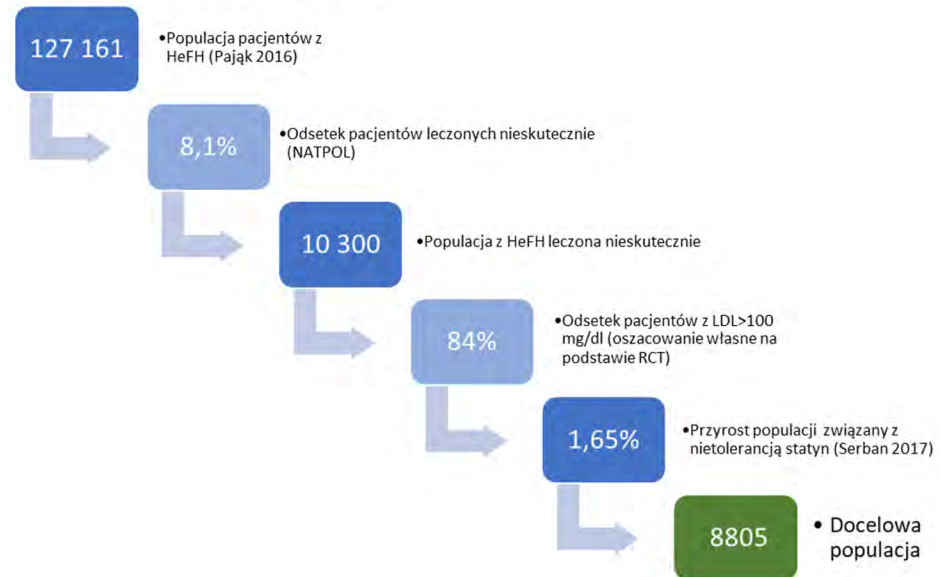 127 161
•Populacja pacjentów z
HeFH (Pająk 2016)
8,1%
•Odsetek pacjentów leczonych nieskutecznie
(NATPOL)
10 300
•Populacja z HeFH leczona nieskutecznie
84%
•Odsetek pacjentów z LDL>100
mg/dl (oszacowanie własne na
podstawie RCT)
1,65%
•Przyrost populacji związany z
nietolerancją statyn (Serban 2017)
8805
• Docelowa
populacja